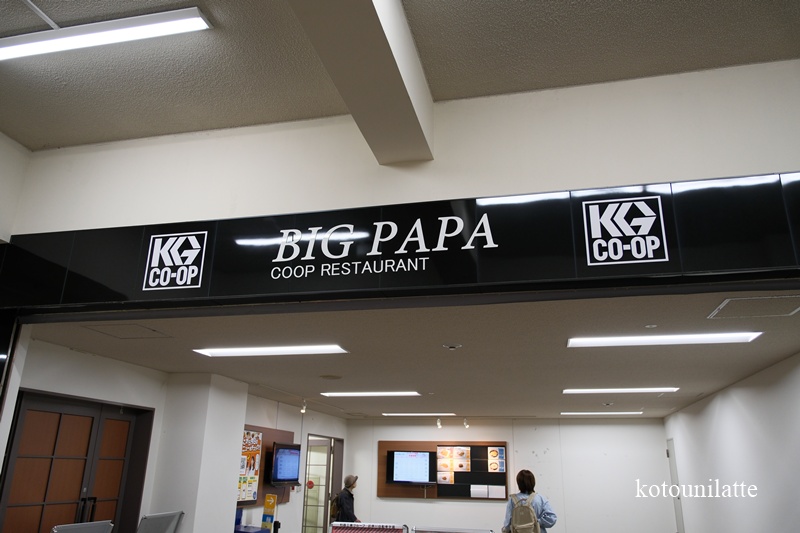 KG
CO-OP
BIG PAPA
COOP RESTAURANT
KG
CO-OP
kotounilatte